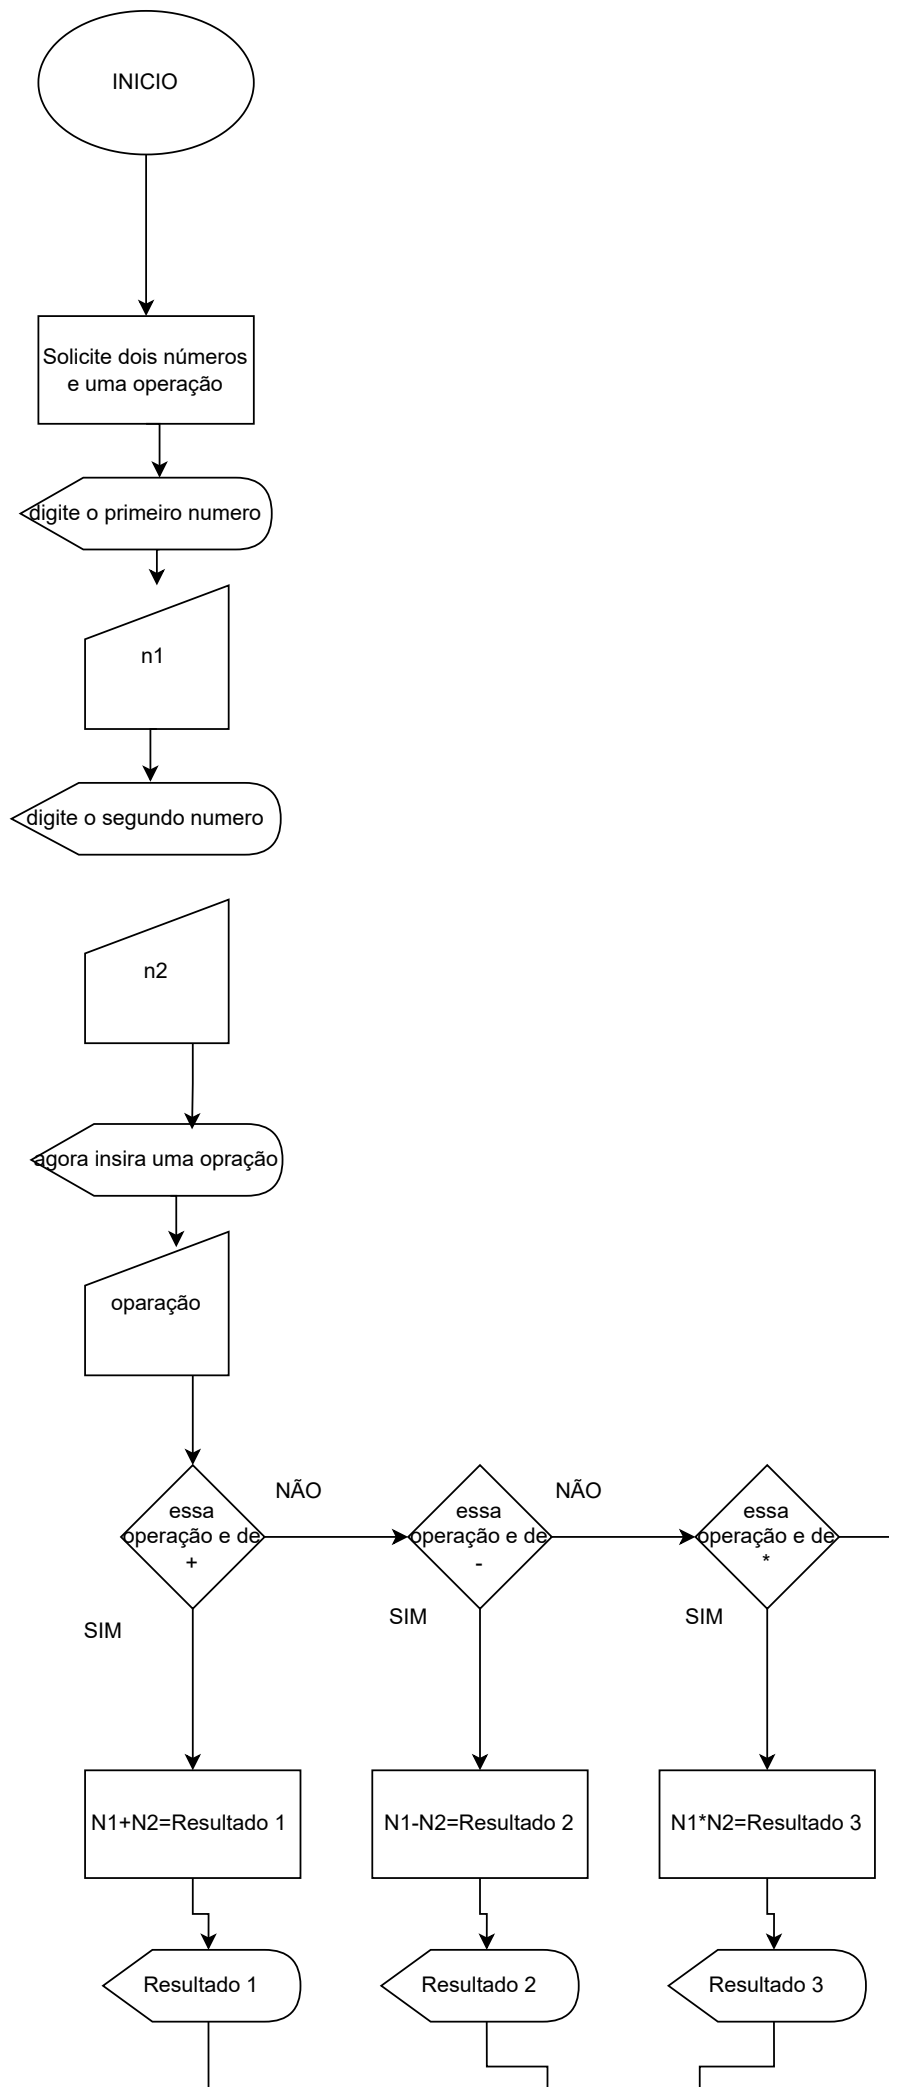 INICIO
Solicite dois números
e uma operação
digite o primeiro numero
n1
digite o segundo numero
n2
agora insira uma opração
oparação
essa
operação e de
+
NÃO
essa
operação e de
-
NÃO
essa
operação e de
*
SIM
SIM
SIM
N1+N2=Resultado 1
N1-N2=Resultado 2
N1*N2=Resultado 3
Resultado 1
Resultado 2
Resultado 3